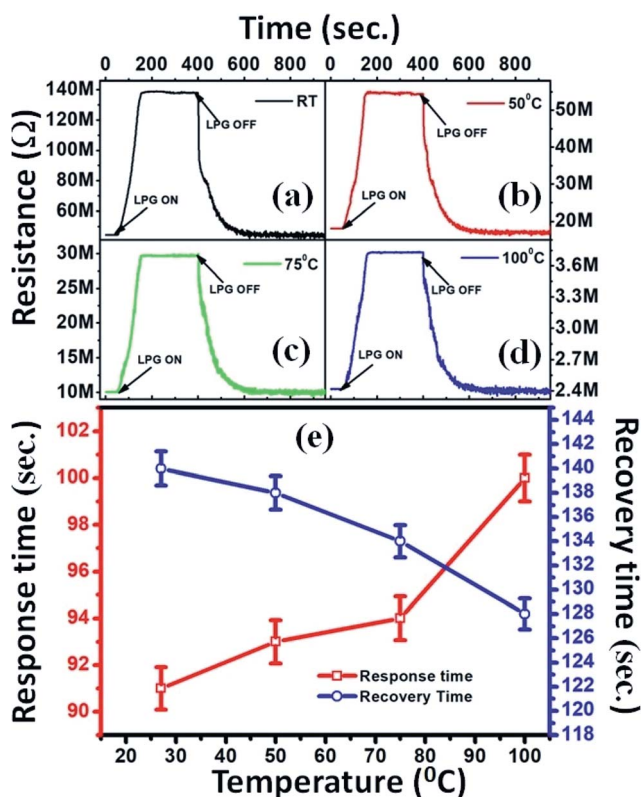 Time (sec.)
0 200 400 600 800 0 200 400 600 800
Resistance (Ω)
140M
120M
100M
80M
60M
RT
LPG OFF
LPG ON
(a)
50⁰C
LPG OFF
LPG ON
(b)
50M
40M
30M
20M
30M
25M
20M
15M
10M
75⁰C
LPG OFF
LPG ON
(c)
100⁰C
LPG OFF
LPG ON
(d)
3.6M
3.3M
3.0M
2.7M
2.4M
(e)
Response time (sec.)
102
100
98
96
94
92
90
Response time
Recovery Time
144
142
140
138
136
134
132
130
128
126
124
122
120
118
Recovery time (sec.)
20 30 40 50 60 70 80 90 100
Temperature (⁰C)